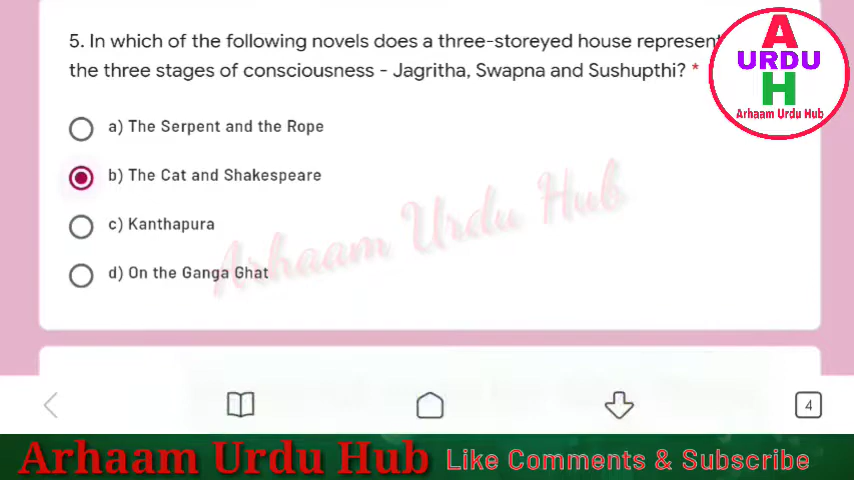 5. In which of the following novels does a three-storeyed house represent
the three stages of consciousness - Jagritha, Swapna and Sushupthi? *
A
URDU
H
Arhaam Urdu Hub
a) The Serpent and the Rope
b) The Cat and Shakespeare
c) Kanthapura
d) On the Ganga Ghat
Arhaam Urdu Hub
4
Arhaam Urdu Hub Like Comments & Subscribe